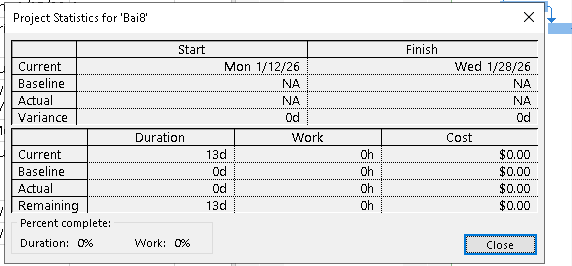 Project Statistics for 'Bai8'
Start Finish
Current Mon 1/12/26 Wed 1/28/26
Baseline NA NA
Actual NA NA
Variance 0d 0d
Duration Work Cost
Current 13d 0h $0.00
Baseline 0d 0h $0.00
Actual 0d 0h $0.00
Remaining 13d 0h $0.00
Percent complete:
Duration: 0% Work: 0%
Close